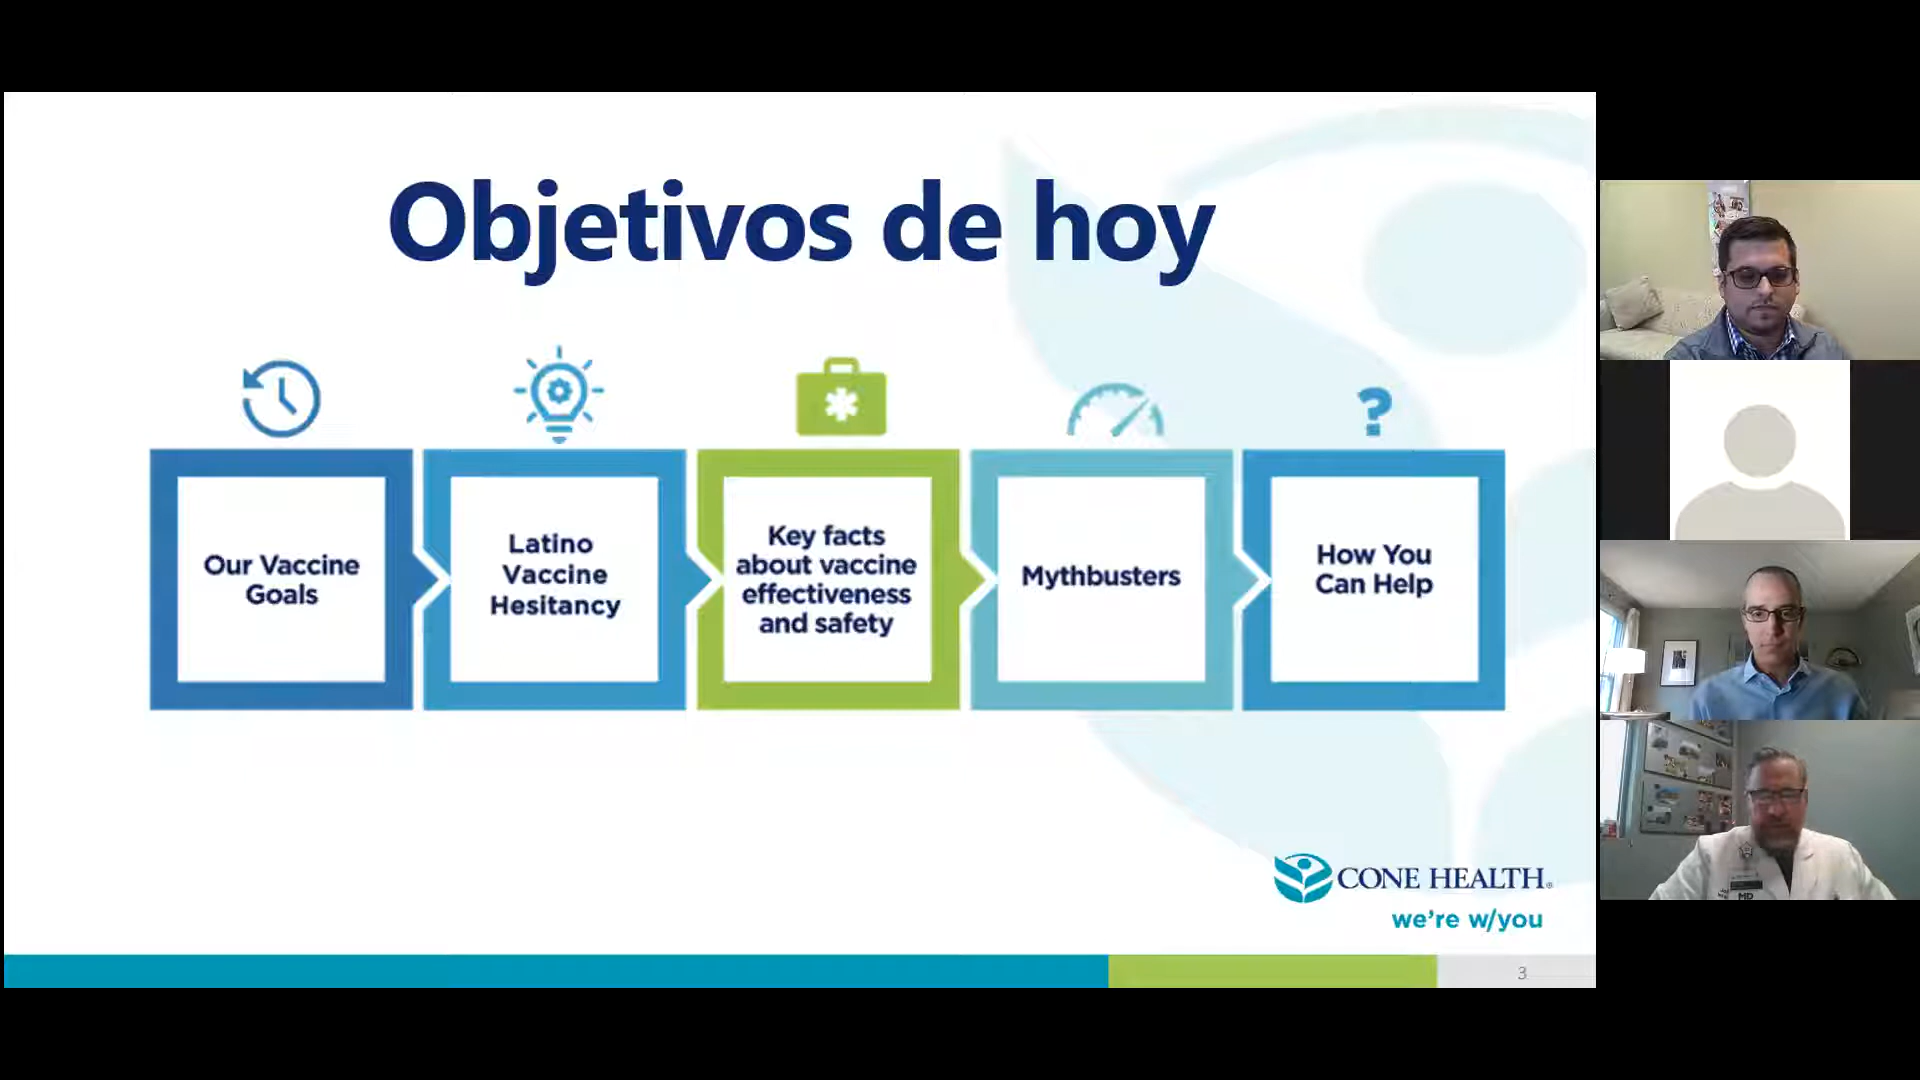 Objetivos de hoy
?
Our Vaccine
Goals
Latino
Vaccine
Hesitancy
Key facts
about vaccine
effectiveness
and safety
Mythbusters
How You
Can Help
CONE HEALTH®
we're w/you
3
MD